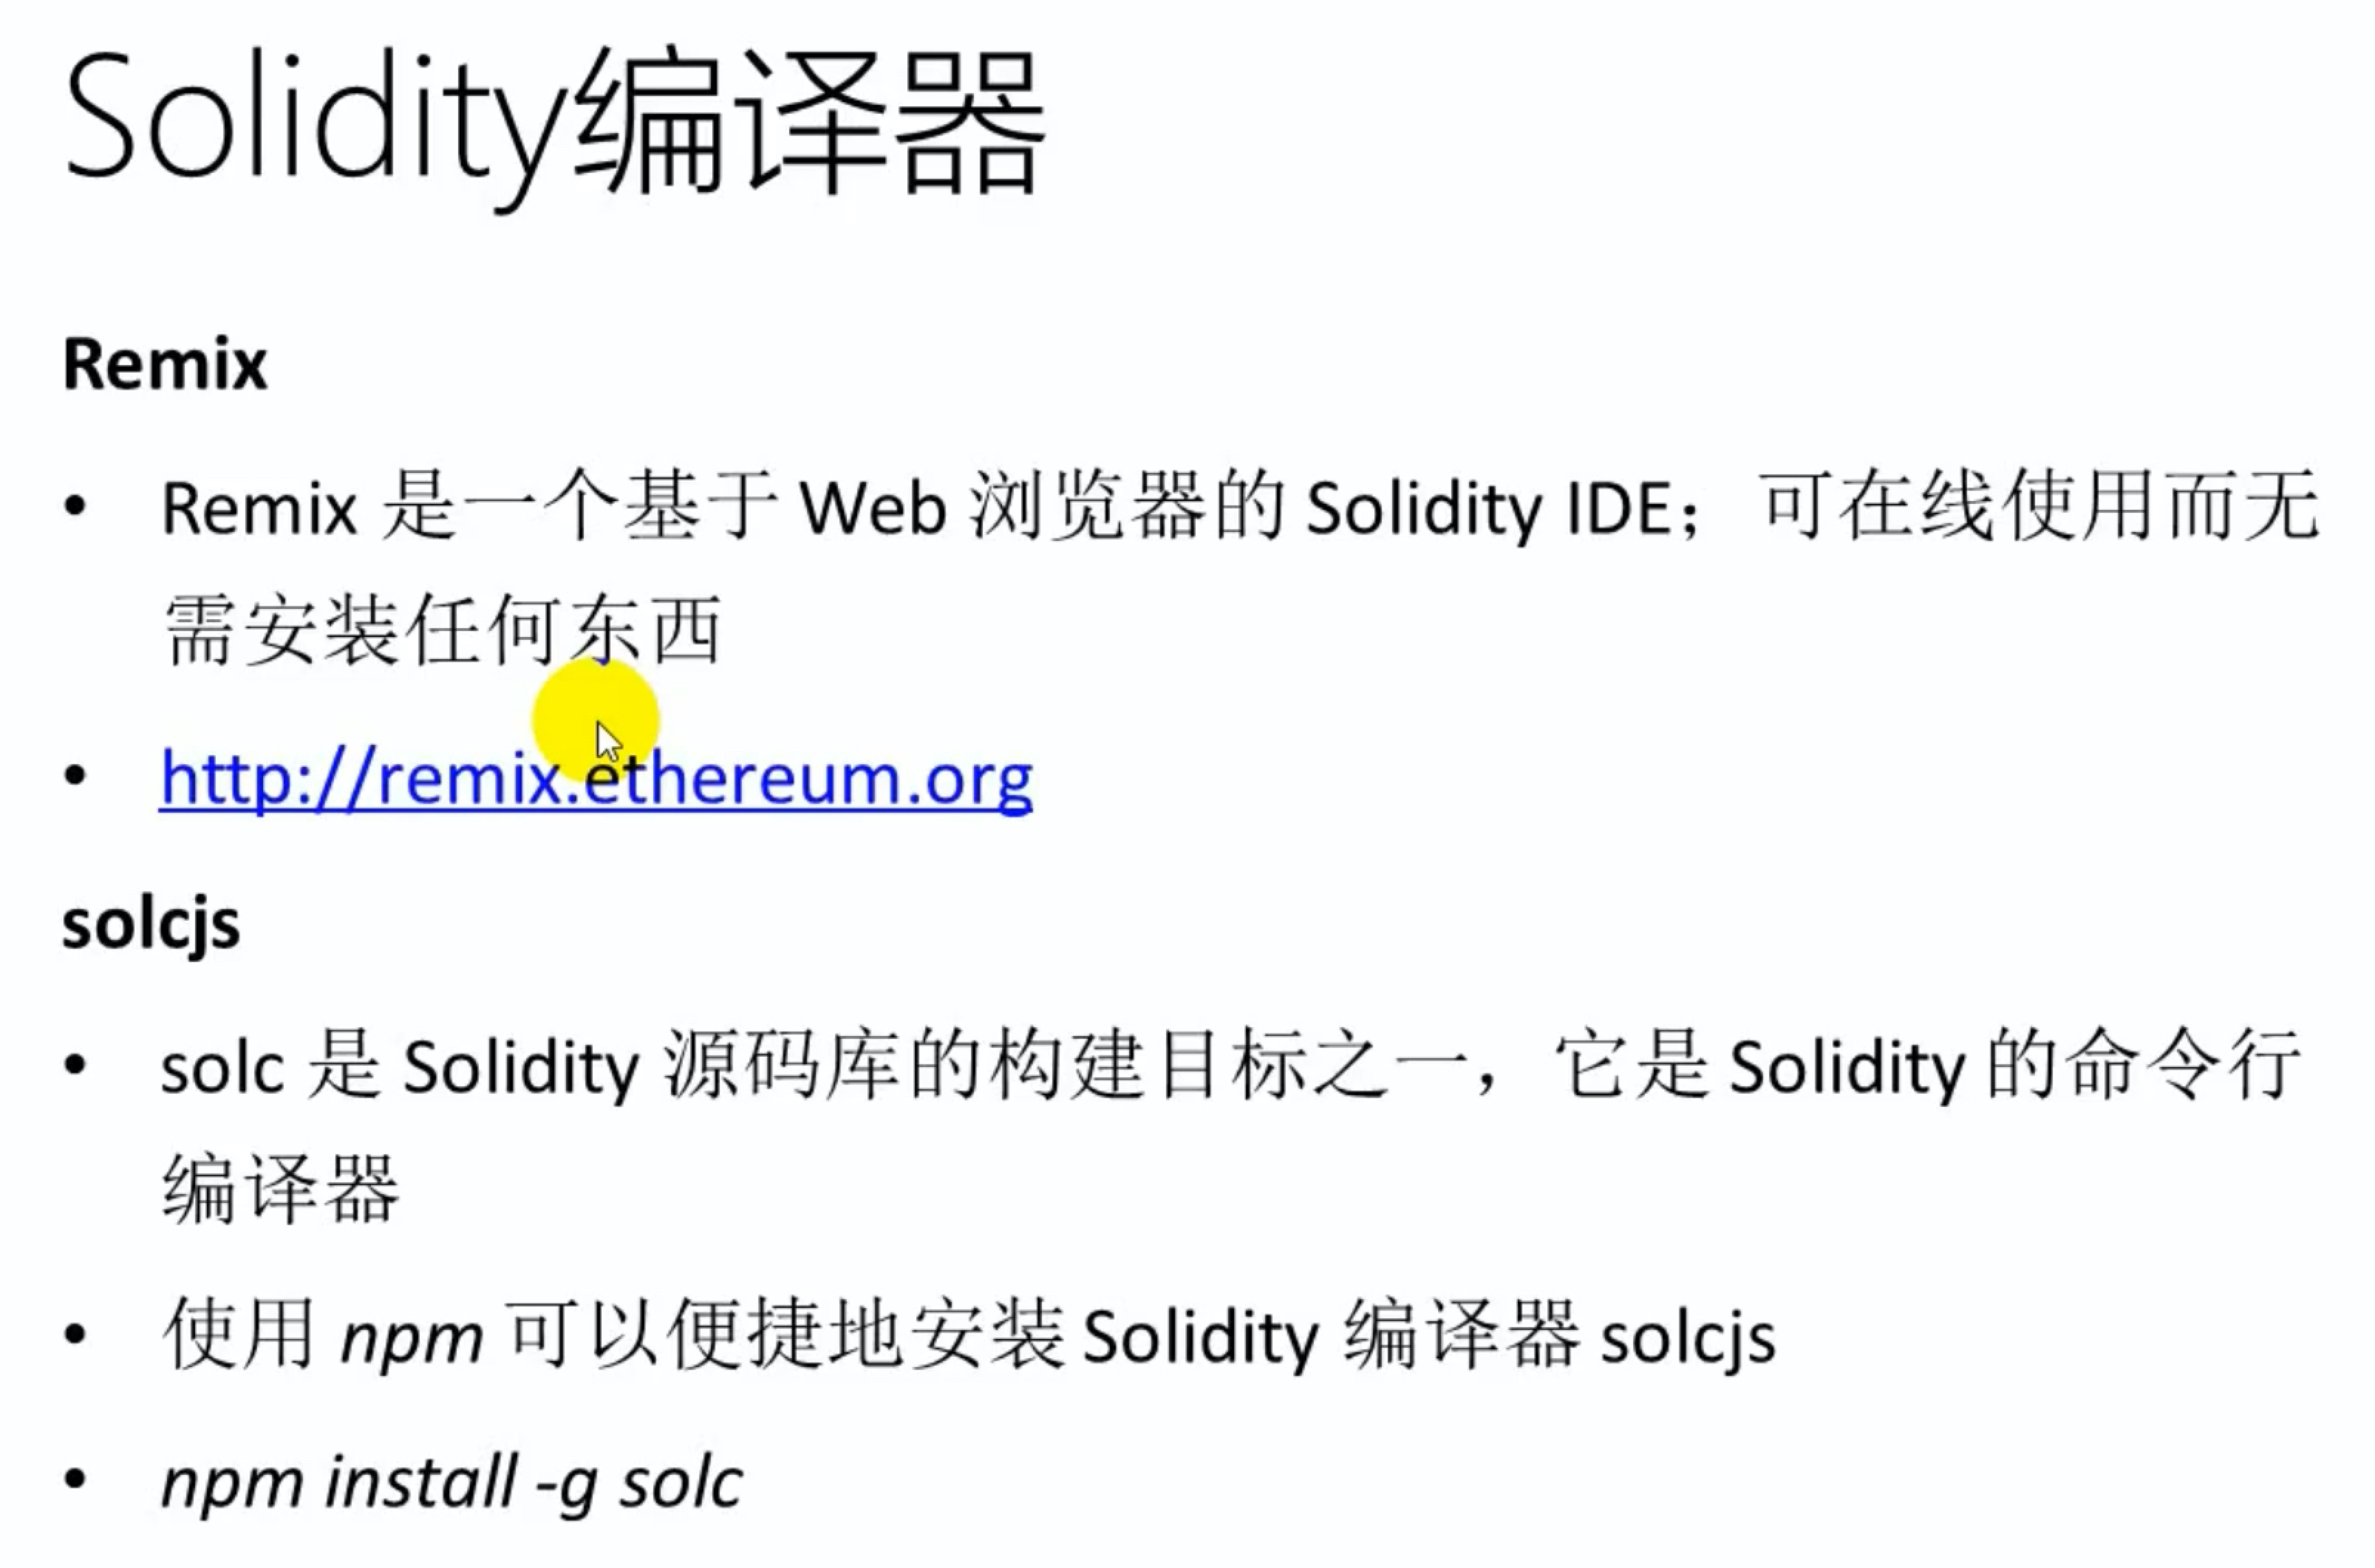 Solidity编译器
Remix
• Remix 是一个基于 Web 浏览器的 Solidity IDE； 可在线使用而无
需安装任何东西
• http://remix.ethereum.org
solcjs
• solc 是 Solidity 源码库的构建目标之一， 它是 Solidity 的命令行
编译器
• 使用 npm 可以便捷地安装 Solidity 编译器 solcjs
• npm install -g solc